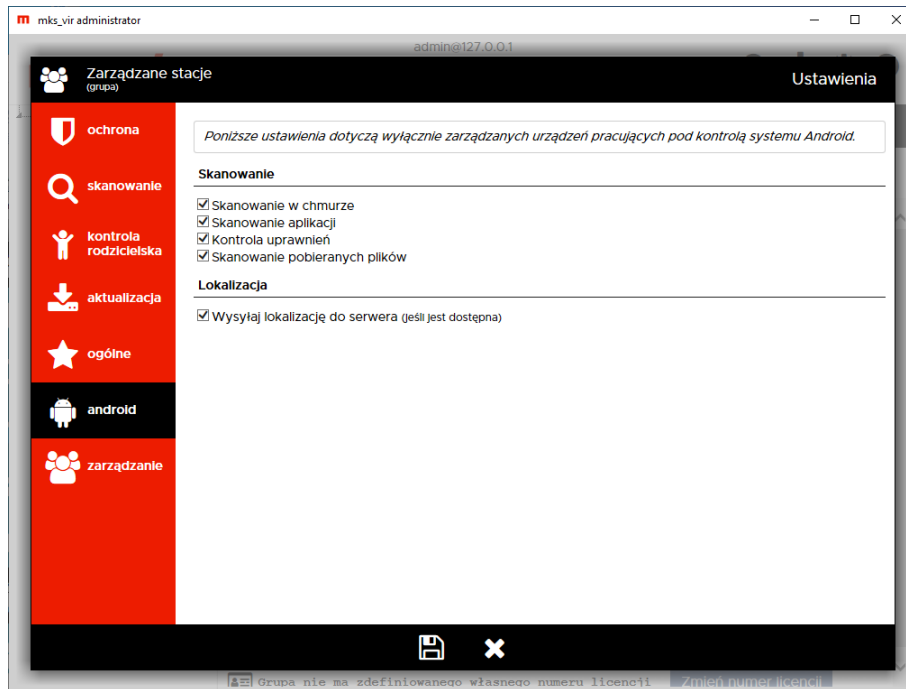 mks_vir administrator
admin@127.0.0.1
Zarządzane stacje
(grupa)
Ustawienia
ochrona
skanowanie
kontrola
rodzicielska
aktualizacja
ogólne
android
zarządzanie
Poniższe ustawienia dotyczą wyłącznie zarządzanych urządzeń pracujących pod kontrolą systemu Android.
Skanowanie
Skanowanie w chmurze
Skanowanie aplikacji
Kontrola uprawnień
Skanowanie pobieranych plików
Lokalizacja
Wysyłaj lokalizację do serwera (jeśli jest dostępna)
Grupa nie ma zdefiniowanego własnego numeru licencji
Zmień numer licencji